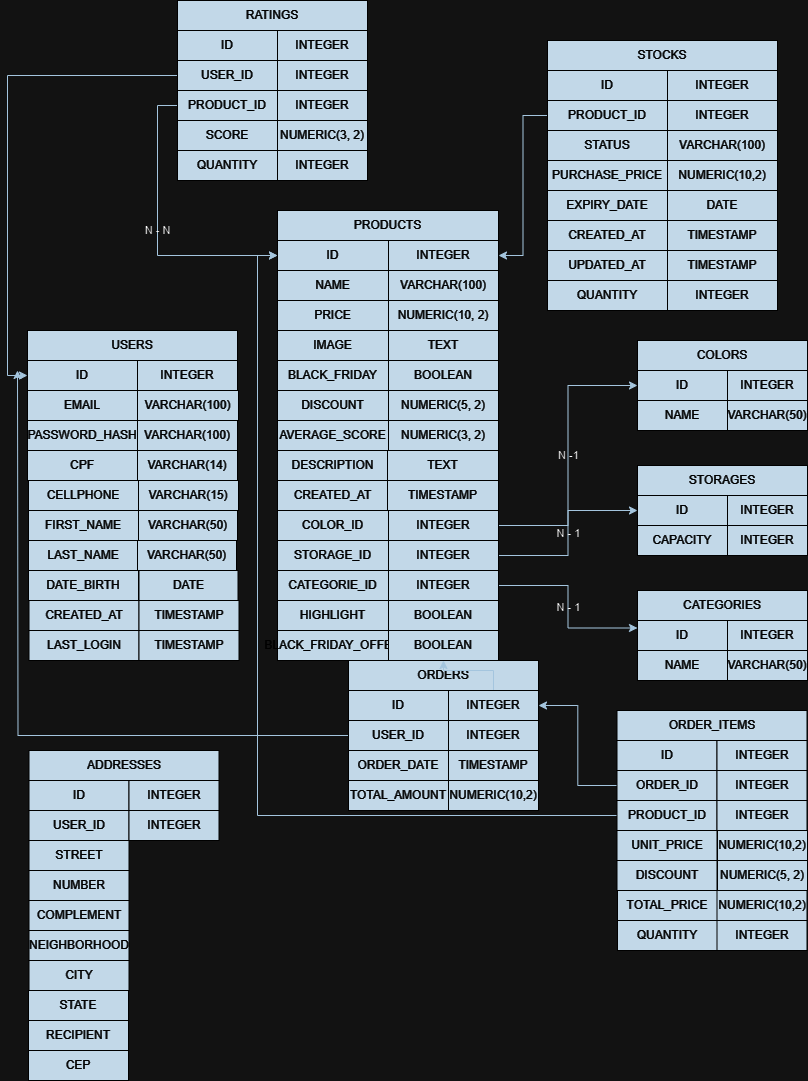 RATINGS
ID INTEGER
USER_ID INTEGER
PRODUCT_ID INTEGER
SCORE NUMERIC(3, 2)
QUANTITY INTEGER
STOCKS
ID INTEGER
PRODUCT_ID INTEGER
STATUS VARCHAR(100)
PURCHASE_PRICE NUMERIC(10,2)
EXPIRY_DATE DATE
CREATED_AT TIMESTAMP
UPDATED_AT TIMESTAMP
QUANTITY INTEGER
N - N
PRODUCTS
ID INTEGER
NAME VARCHAR(100)
PRICE NUMERIC(10, 2)
IMAGE TEXT
BLACK_FRIDAY BOOLEAN
DISCOUNT NUMERIC(5, 2)
AVERAGE_SCORE NUMERIC(3, 2)
DESCRIPTION TEXT
CREATED_AT TIMESTAMP
COLOR_ID INTEGER
STORAGE_ID INTEGER
CATEGORIE_ID INTEGER
HIGHLIGHT BOOLEAN
BLACK_FRIDAY_OFFE BOOLEAN
USERS
ID INTEGER
EMAIL VARCHAR(100)
PASSWORD_HASH VARCHAR(100)
CPF VARCHAR(14)
CELLPHONE VARCHAR(15)
FIRST_NAME VARCHAR(50)
LAST_NAME VARCHAR(50)
DATE_BIRTH DATE
CREATED_AT TIMESTAMP
LAST_LOGIN TIMESTAMP
COLORS
ID INTEGER
NAME VARCHAR(50)
N -1
STORAGES
ID INTEGER
CAPACITY INTEGER
N - 1
CATEGORIES
ID INTEGER
NAME VARCHAR(50)
N - 1
ORDERS
ID INTEGER
USER_ID INTEGER
ORDER_DATE TIMESTAMP
TOTAL_AMOUNT NUMERIC(10,2)
ORDER_ITEMS
ID INTEGER
ORDER_ID INTEGER
PRODUCT_ID INTEGER
UNIT_PRICE NUMERIC(10,2)
DISCOUNT NUMERIC(5, 2)
TOTAL_PRICE NUMERIC(10,2)
QUANTITY INTEGER
ADDRESSES
ID INTEGER
USER_ID INTEGER
STREET
NUMBER
COMPLEMENT
NEIGHBORHOOD
CITY
STATE
RECIPIENT
CEP